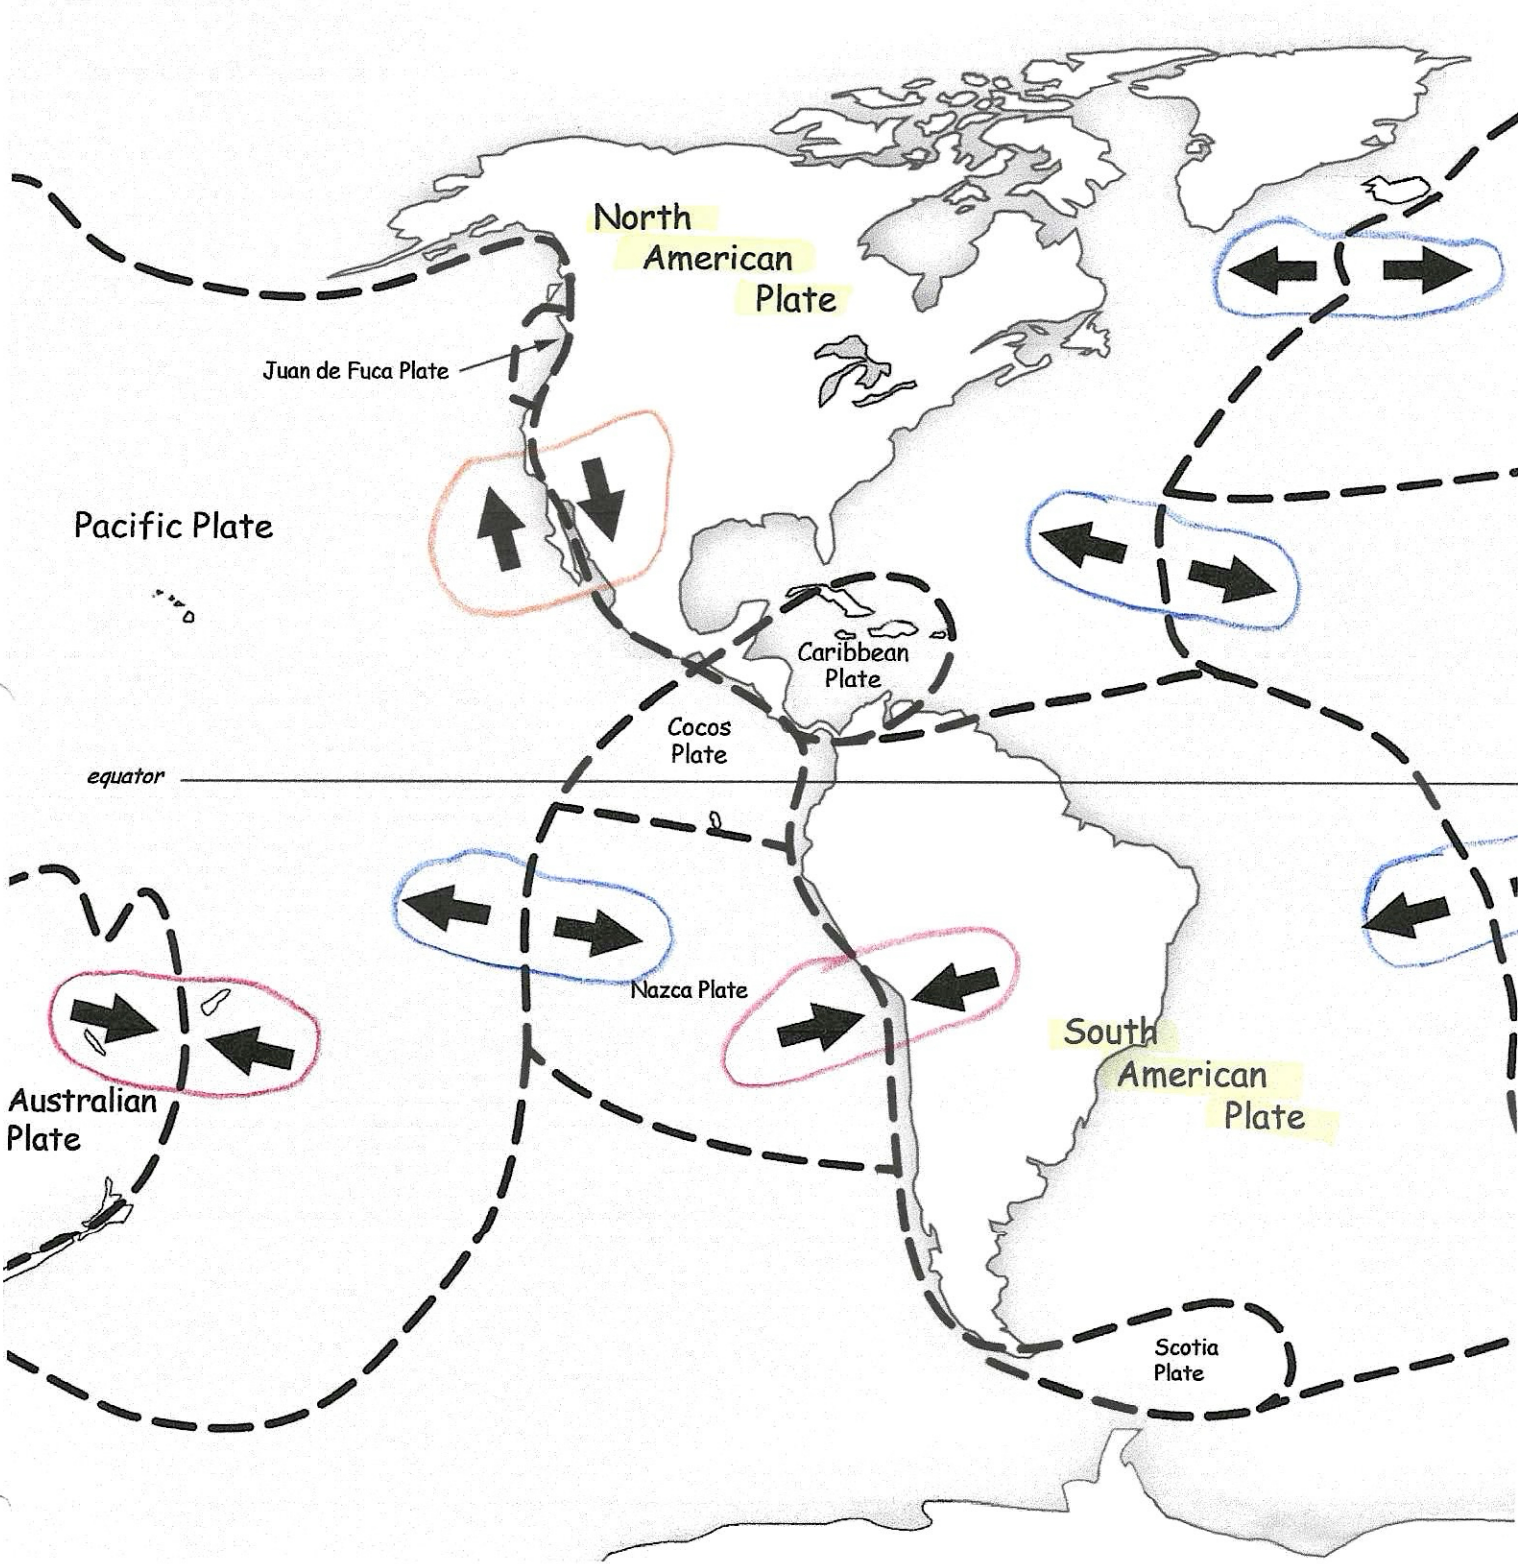 North
American
Plate
Juan de Fuca Plate
Pacific Plate
Caribbean
Plate
Cocos
Plate
equator
Nazca Plate
South
American
Plate
Australian
Plate
Scotia
Plate